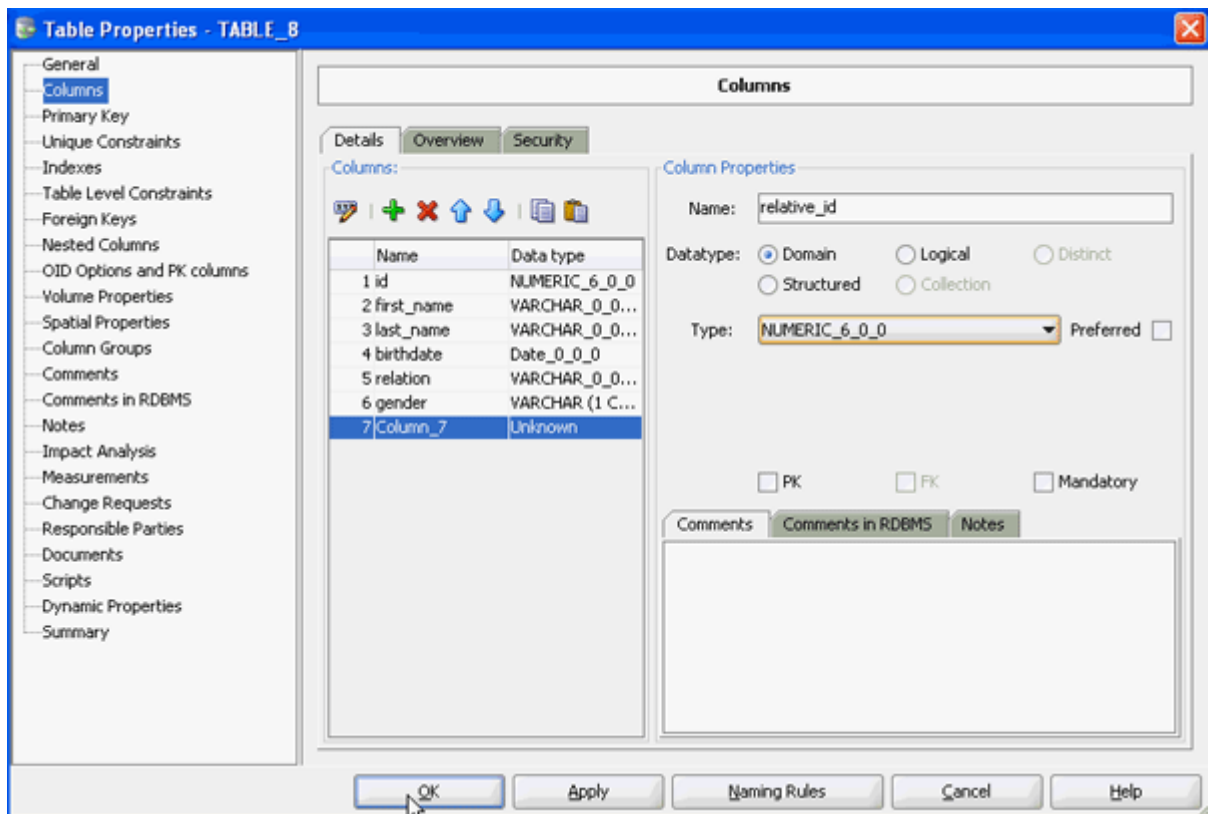 Table Properties - TABLE_8
General
Columns
Primary Key
Unique Constraints
Indexes
Table Level Constraints
Foreign Keys
Nested Columns
OID Options and PK columns
Volume Properties
Spatial Properties
Column Groups
Comments
Comments in RDBMS
Notes
Impact Analysis
Measurements
Change Requests
Responsible Parties
Documents
Scripts
Dynamic Properties
Summary
Columns
Details Overview Security
Columns:
Name Data type
1 id NUMERIC_6_0_0
2 first_name VARCHAR_0_0...
3 last_name VARCHAR_0_0...
4 birthdate Date_0_0_0
5 relation VARCHAR_0_0...
6 gender VARCHAR (1 C...
7 Column_7 Unknown
Column Properties
Name: relative_id
Datatype: Domain Logical Distinct
Structured Collection
Type: NUMERIC_6_0_0 Preferred
PK FK Mandatory
Comments Comments in RDBMS Notes
OK Apply Naming Rules Cancel Help